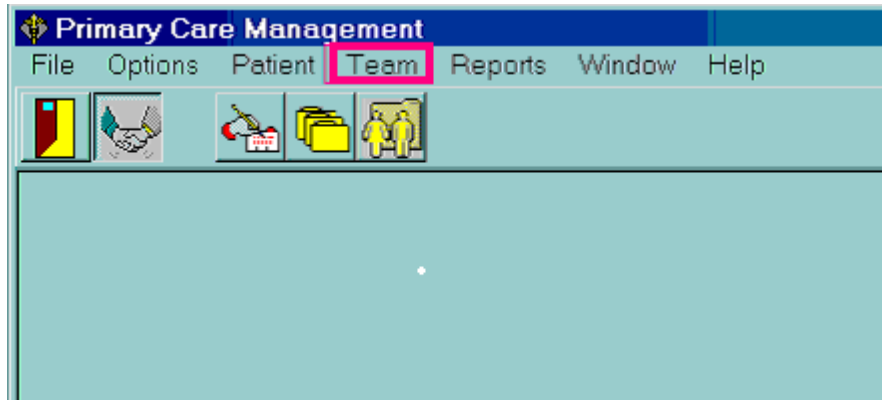 Primary Care Management
File Options Patient Team Reports Window Help